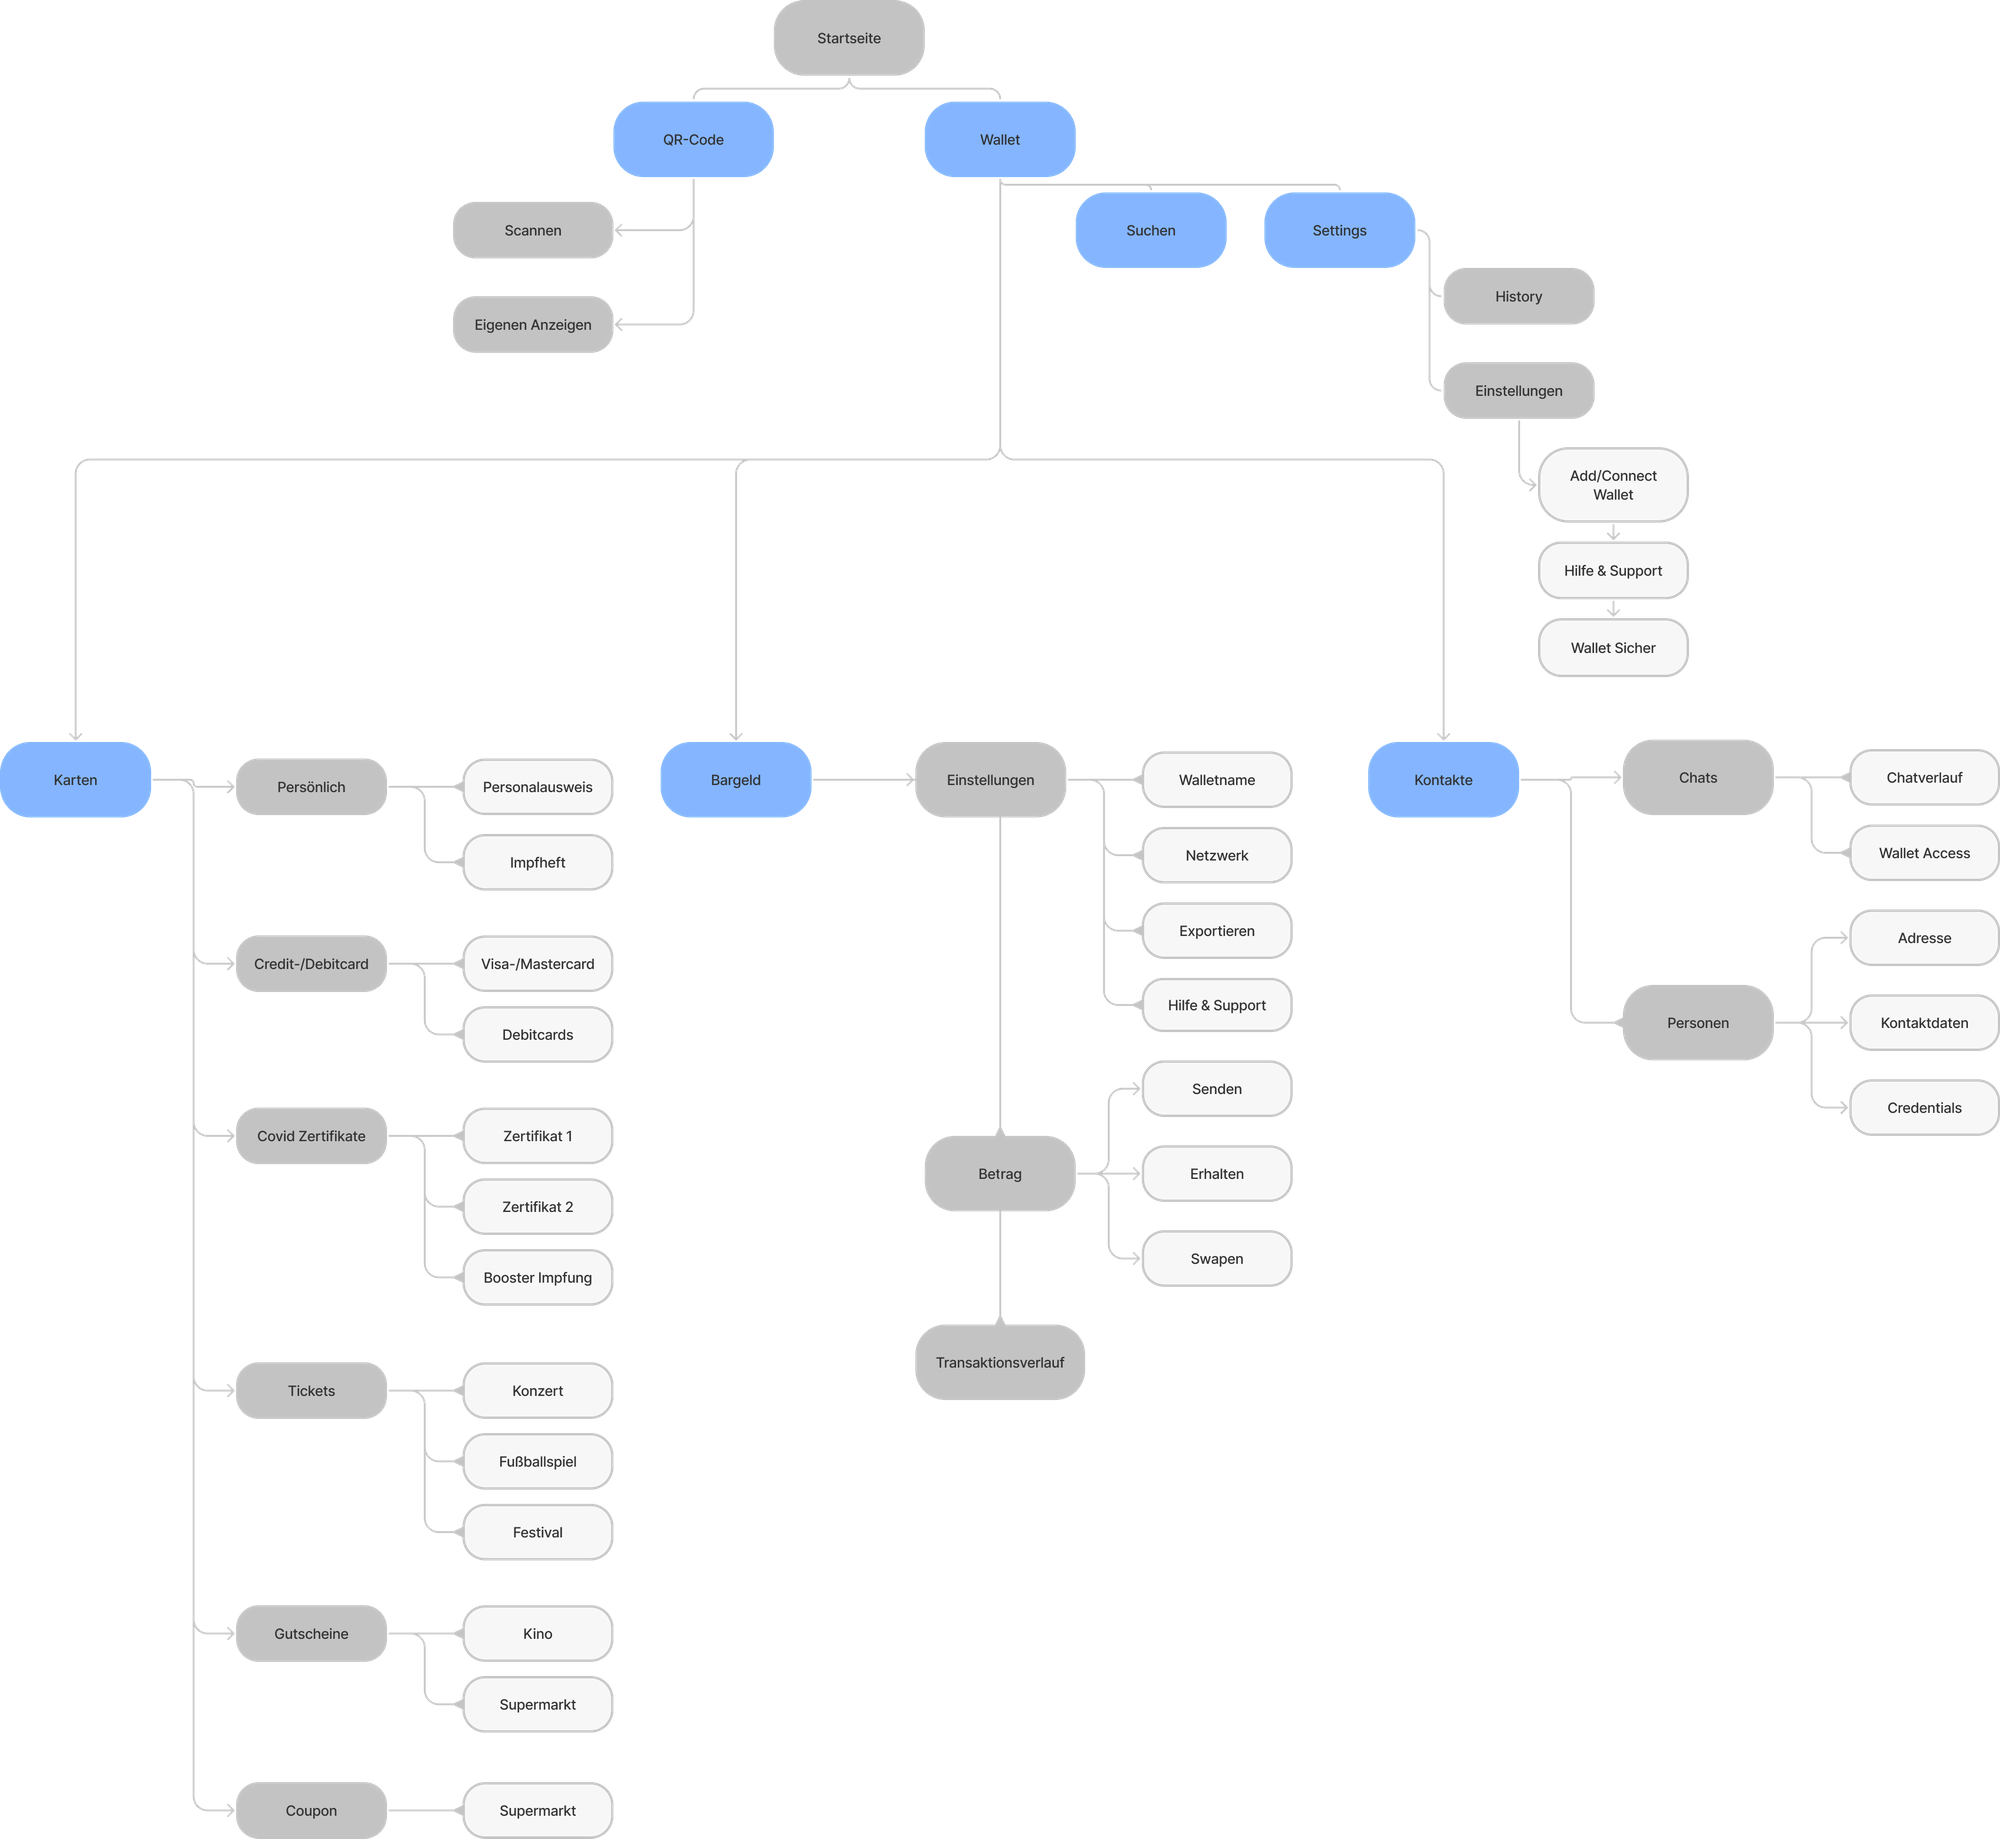 Startseite
QR-Code
Wallet
Scannen
Suchen
Settings
Eigenen Anzeigen
History
Einstellungen
Add/Connect
Wallet
Hilfe & Support
Wallet Sicher
Karten
Persönlich
Personalausweis
Impfheft
Credit-/Debitcard
Visa-/Mastercard
Debitcards
Covid Zertifikate
Zertifikat 1
Zertifikat 2
Booster Impfung
Tickets
Konzert
Fußballspiel
Festival
Gutscheine
Kino
Supermarkt
Coupon
Supermarkt
Bargeld
Einstellungen
Walletname
Netzwerk
Exportieren
Hilfe & Support
Betrag
Senden
Erhalten
Swapen
Transaktionsverlauf
Kontakte
Chats
Chatverlauf
Wallet Access
Personen
Adresse
Kontaktdaten
Credentials